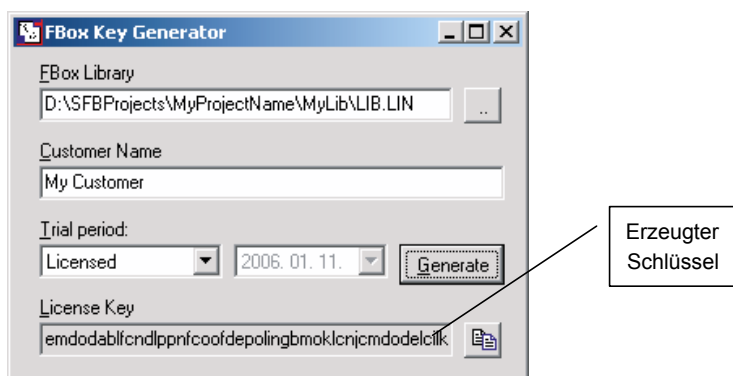 FBox Key Generator
FBox Library
D:\SFBProjects\MyProjectName\MyLib\LIB.LIN
..
Customer Name
My Customer
Trial period:
Licensed
2006. 01. 11.
Generate
License Key
emdodablfcndlppnfcoofdepolingbmoklcnjcmdodelcilk
Erzeugter
Schlüssel